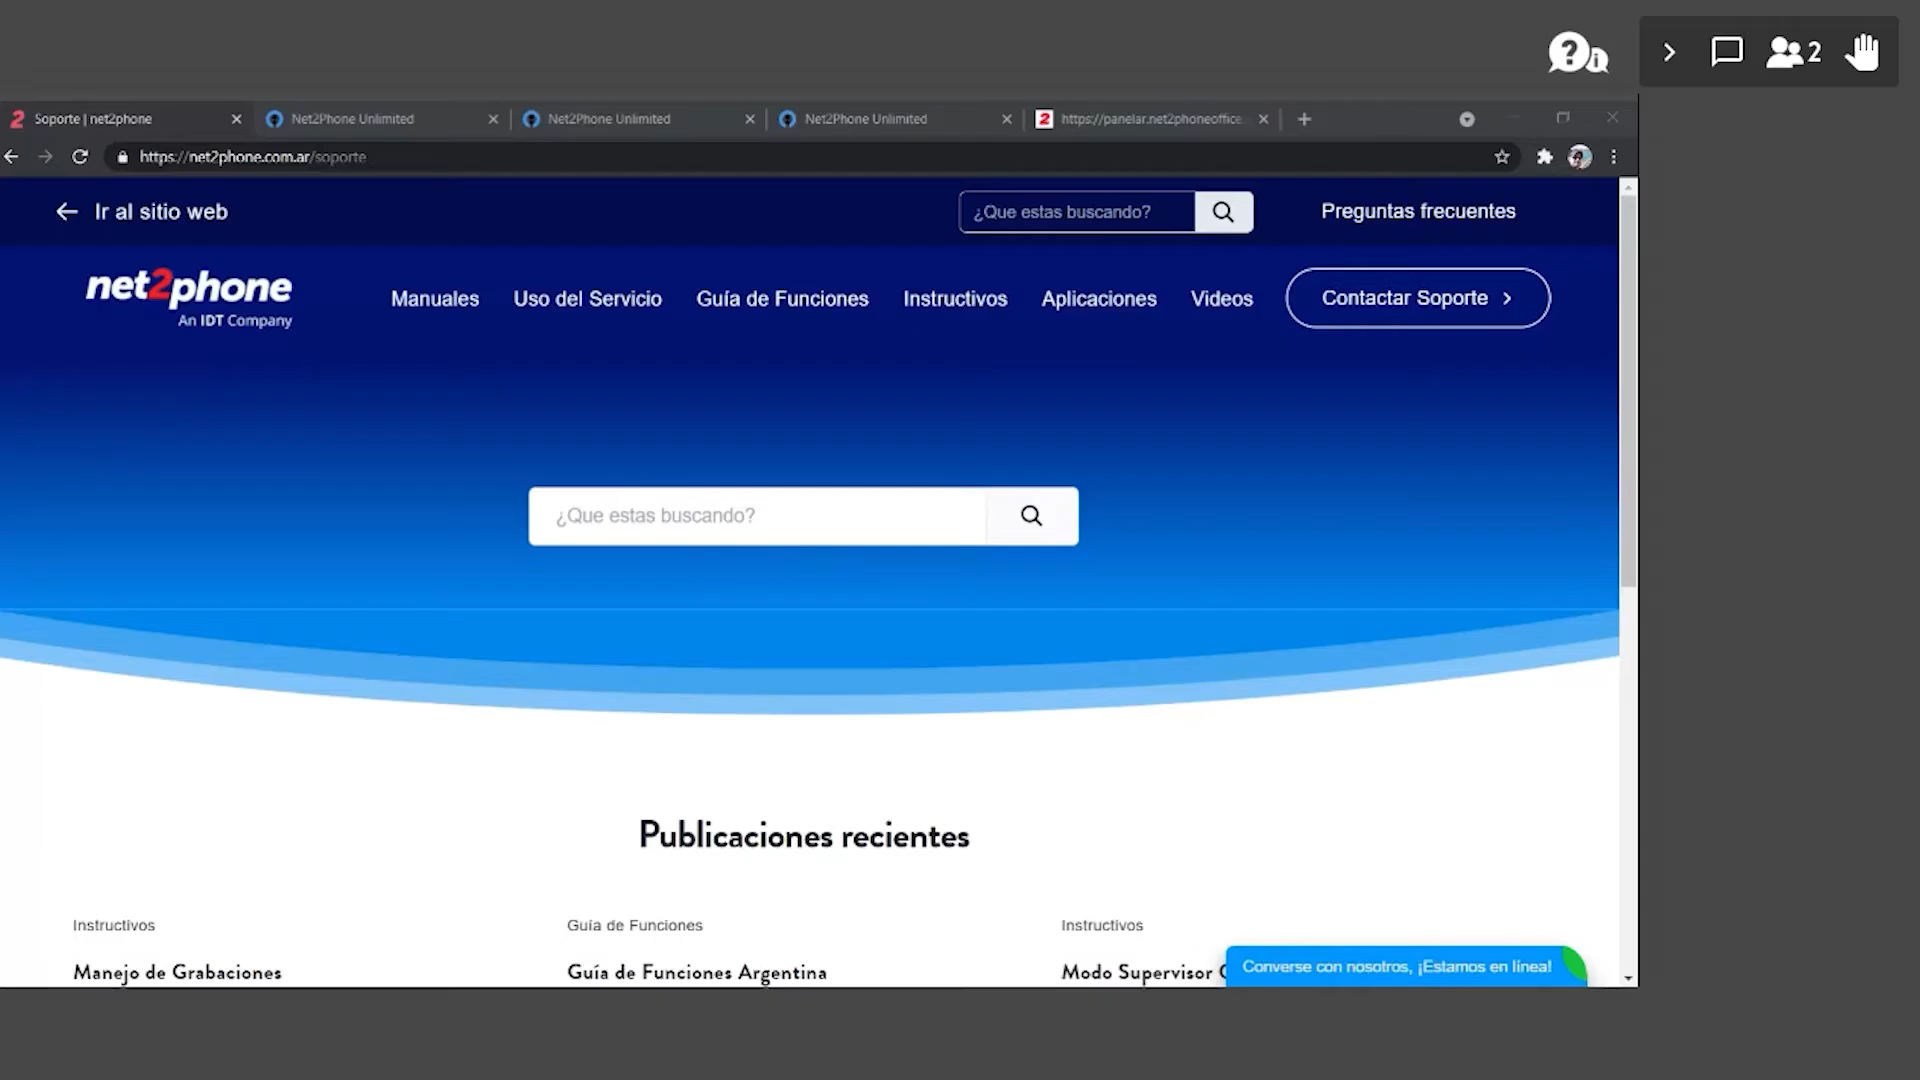 2
Soporte | net2phone
Net2Phone Unlimited
Net2Phone Unlimited
Net2Phone Unlimited
https://panelar.net2phoneoffice
https://net2phone.com.ar/soporte
Ir al sitio web
¿Que estas buscando?
Preguntas frecuentes
net2phone
An IDT Company
Manuales
Uso del Servicio
Guía de Funciones
Instructivos
Aplicaciones
Videos
Contactar Soporte
¿Que estas buscando?
Publicaciones recientes
Instructivos
Guía de Funciones
Instructivos
Manejo de Grabaciones
Guía de Funciones Argentina
Modo Supervisor
Converse con nosotros, ¡Estamos en línea!